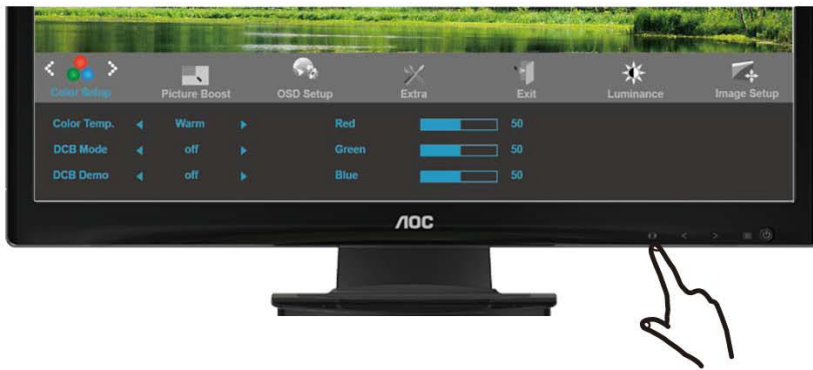 Color Setup Picture Boost OSD Setup Extra Exit Luminance Image Setup
Color Temp. Warm Red 50
DCB Mode off Green 50
DCB Demo off Blue 50
AOC